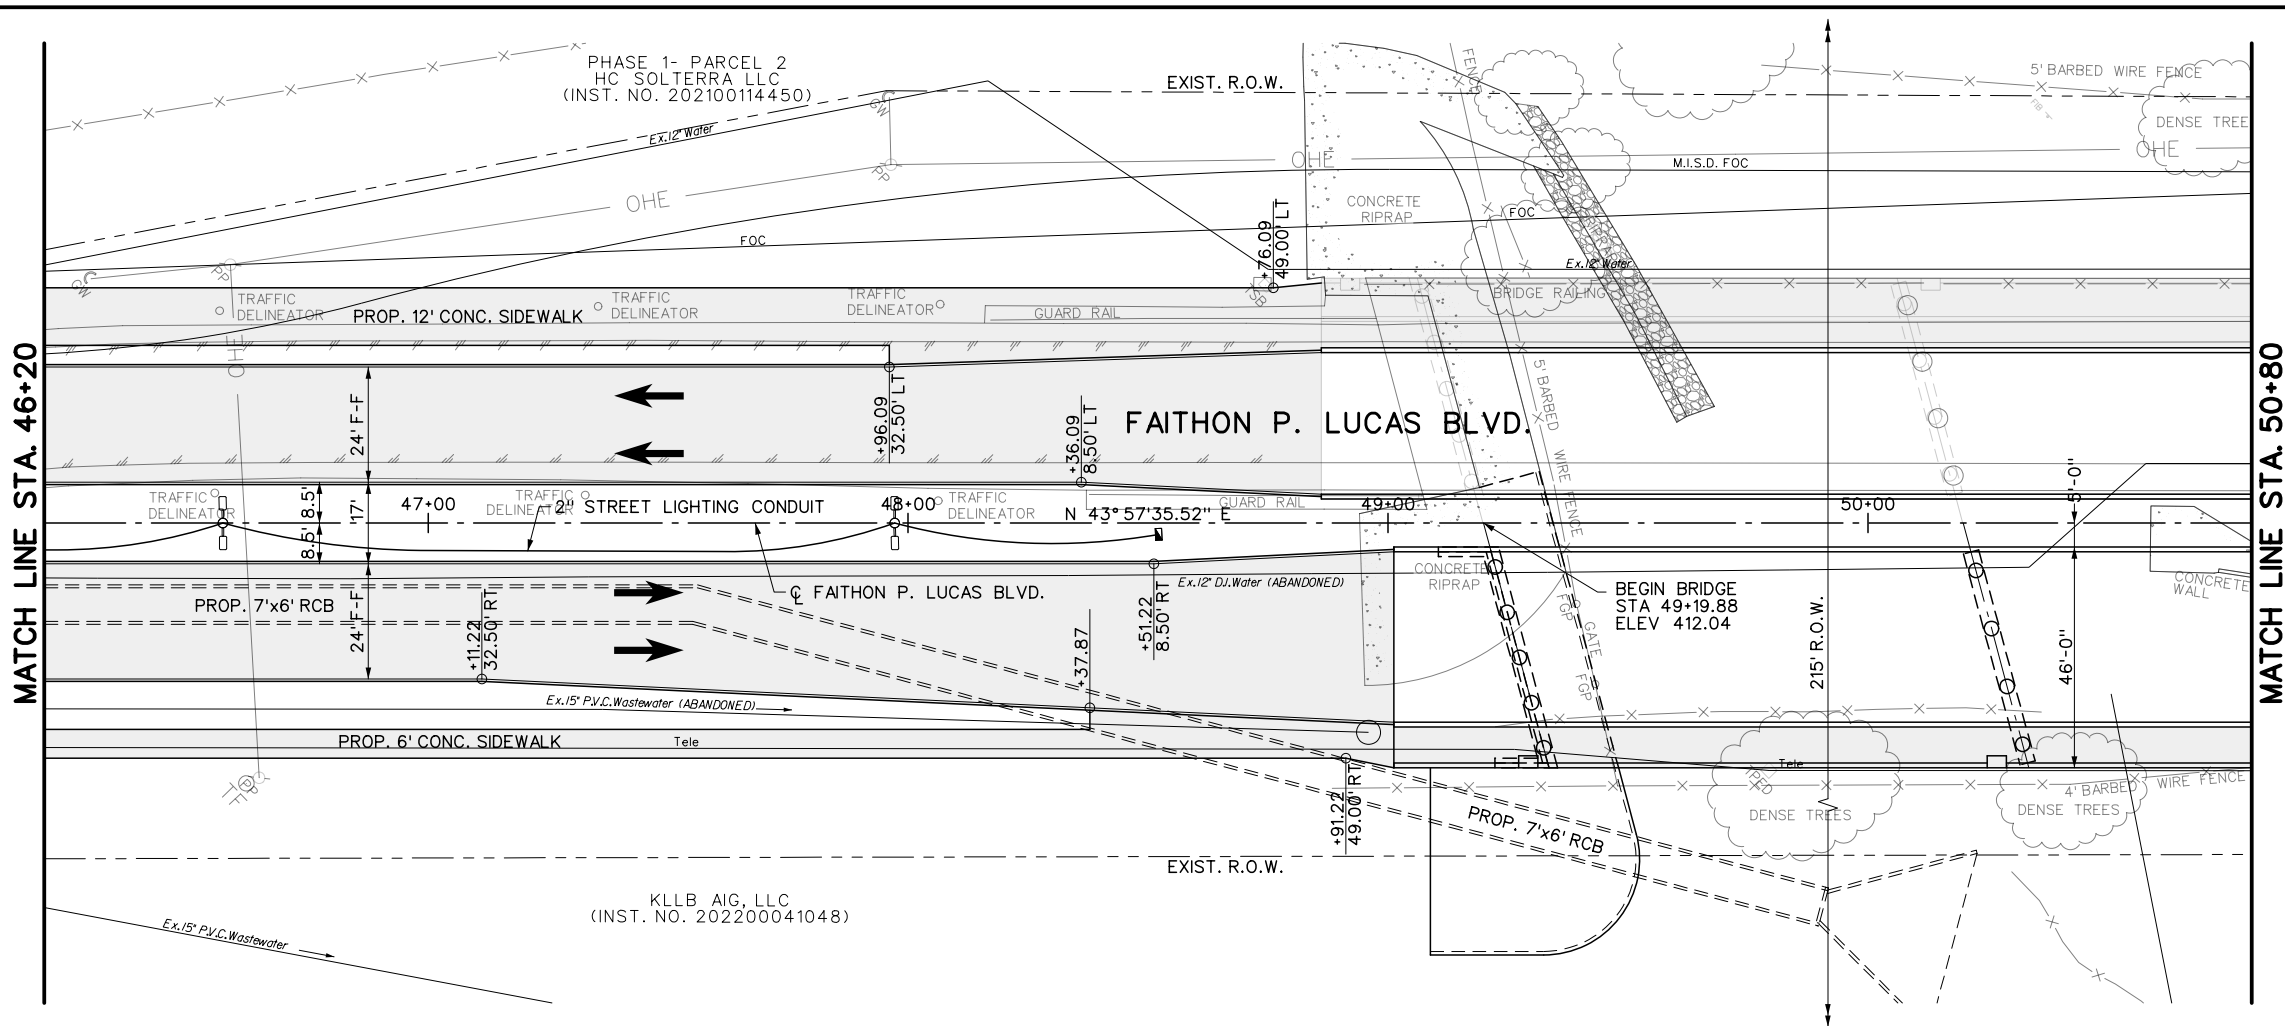 PHASE 1- PARCEL 2
HC SOLTERRA LLC
(INST. NO. 202100114450)
EXIST. R.O.W.
FENCE
5' BARBED WIRE FENCE
DENSE TREE
GW
Ex.12" Water
PP
OHE
OHE
M.I.S.D. FOC
OHE
CONCRETE
RIPRAP
FOC
FOC
+76.09
49.00' LT
Ex.12" Water
PP
GW
TSB
BRIDGE RAILING
TRAFFIC
DELINEATOR
TRAFFIC
DELINEATOR
TRAFFIC
DELINEATOR
PROP. 12' CONC. SIDEWALK
GUARD RAIL
OHE
MATCH LINE STA. 46+20
MATCH LINE STA. 50+80
24' F-F
+96.09
32.50' LT
+36.09
8.50' LT
FAITHON P. LUCAS BLVD.
5' BARBED WIRE FENCE
TRAFFIC
DELINEATOR
TRAFFIC
DELINEATOR
TRAFFIC
DELINEATOR
GUARD RAIL
8.5'
8.5'
17'
47+00
2" STREET LIGHTING CONDUIT
48+00
N 43°57'35.52" E
49+00
50+00
5'-0"
CONCRETE
RIPRAP
Ex.12" D.I.Water (ABANDONED)
CONCRETE
WALL
PROP. 7'x6' RCB
24' F-F
+11.22
32.50' RT
℄ FAITHON P. LUCAS BLVD.
+37.87
+51.22
8.50' RT
FGP
GATE
FGP
BEGIN BRIDGE
STA 49+19.88
ELEV 412.04
215' R.O.W.
46'-0"
Ex.15" P.V.C.Wastewater (ABANDONED)
PROP. 6' CONC. SIDEWALK
Tele
Tele
PP
TPED
4' BARBED WIRE FENCE
DENSE TREES
DENSE TREES
+91.22
49.00' RT
PROP. 7'x6' RCB
EXIST. R.O.W.
KLLB AIG, LLC
(INST. NO. 202200041048)
Ex.15" P.V.C.Wastewater